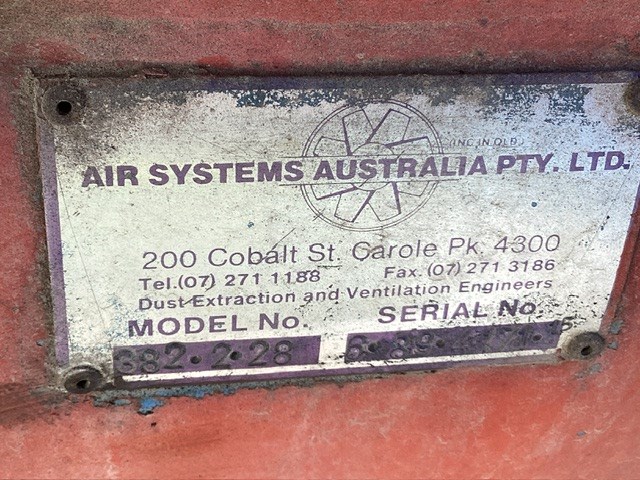 (INC IN QLD)
AIR SYSTEMS AUSTRALIA PTY. LTD.
200 Cobalt St. Carole Pk. 4300
Tel.(07) 271 1188 Fax. (07) 271 3186
Dust Extraction and Ventilation Engineers
MODEL No. SERIAL No.
382·2·28